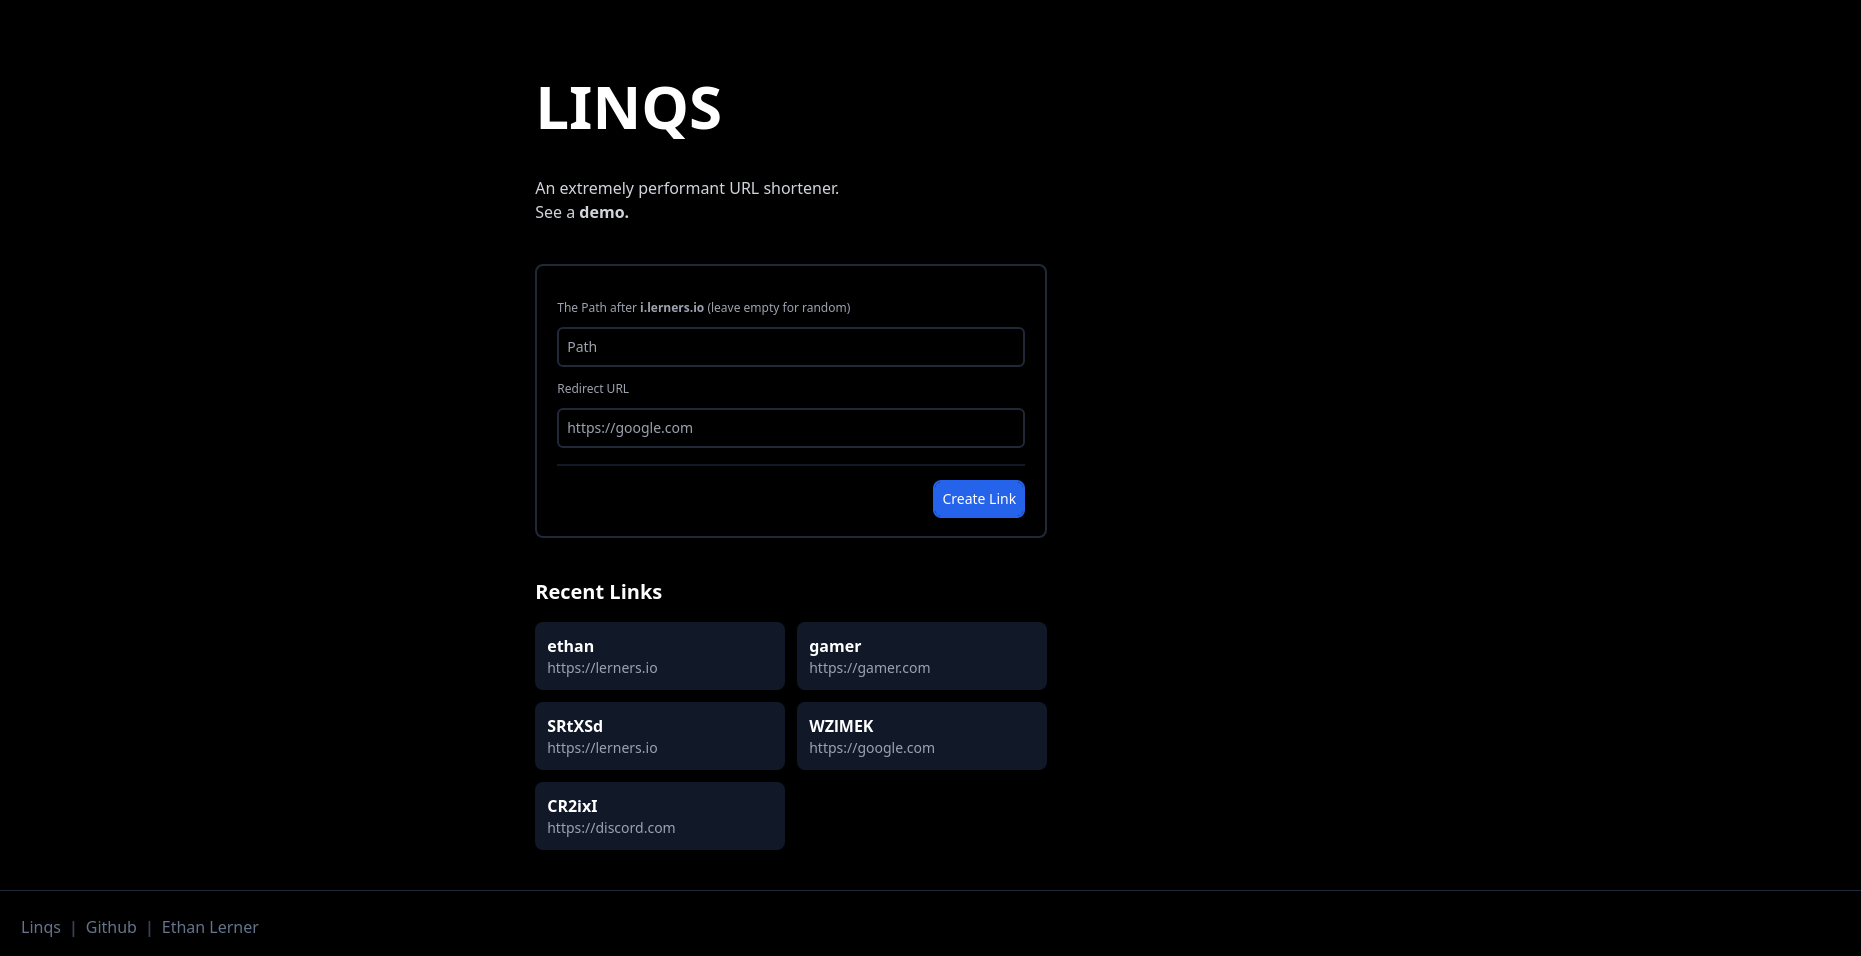 LINQS
An extremely performant URL shortener.
See a demo.
The Path after i.lerners.io (leave empty for random)
Path
Redirect URL
https://google.com
Create Link
Recent Links
ethan
https://lerners.io
gamer
https://gamer.com
SRtXSd
https://lerners.io
WZlMEK
https://google.com
CR2ixI
https://discord.com
Linqs | Github | Ethan Lerner